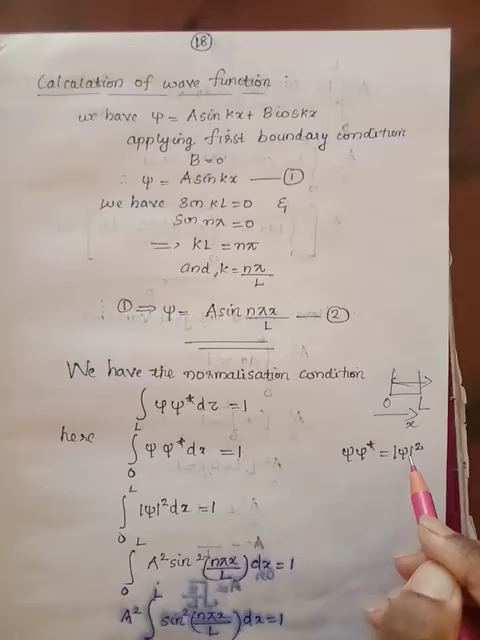 18
Calculation of wave function :
we have ψ = A sin kx + B cos kx
applying first boundary condition
B = 0
∴ ψ = A sin kx —— ①
we have Sin kL = 0 &
Sin nπ = 0
⇒ kL = nπ
and, k = nπ/L
∴ ① ⇒ ψ = A sin nπx/L —— ②
We have the normalisation condition
∫ ψ ψ* dτ = 1
here ∫₀ᴸ ψ ψ* dx = 1
0 L
x
ψψ* = |ψ|²
∫₀ᴸ |ψ|² dx = 1
∫₀ᴸ A² sin² (nπx/L) dx = 1
A² ∫ᴸ sin² (nπx/L) dx = 1